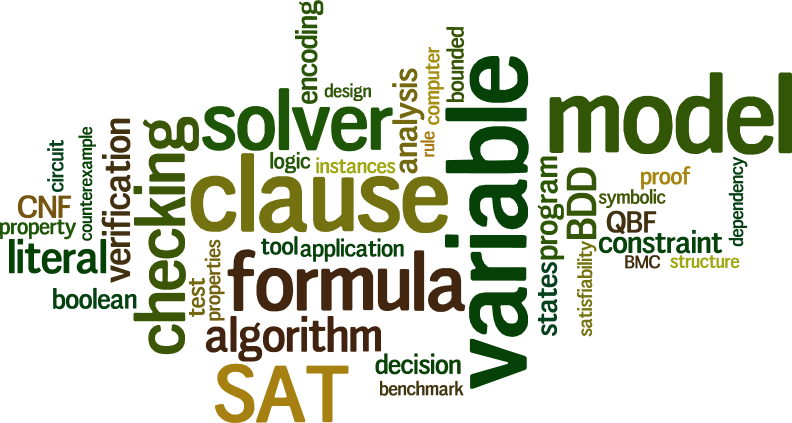 encoding
design
solver
analysis
rule
computer
bounded
variable
model
circuit
counterexample
verification
checking
logic
instances
clause
CNF
property
literal
boolean
test
properties
tool
application
formula
algorithm
SAT
decision
benchmark
states
program
BDD
satisfiability
symbolic
proof
QBF
constraint
dependency
BMC
structure